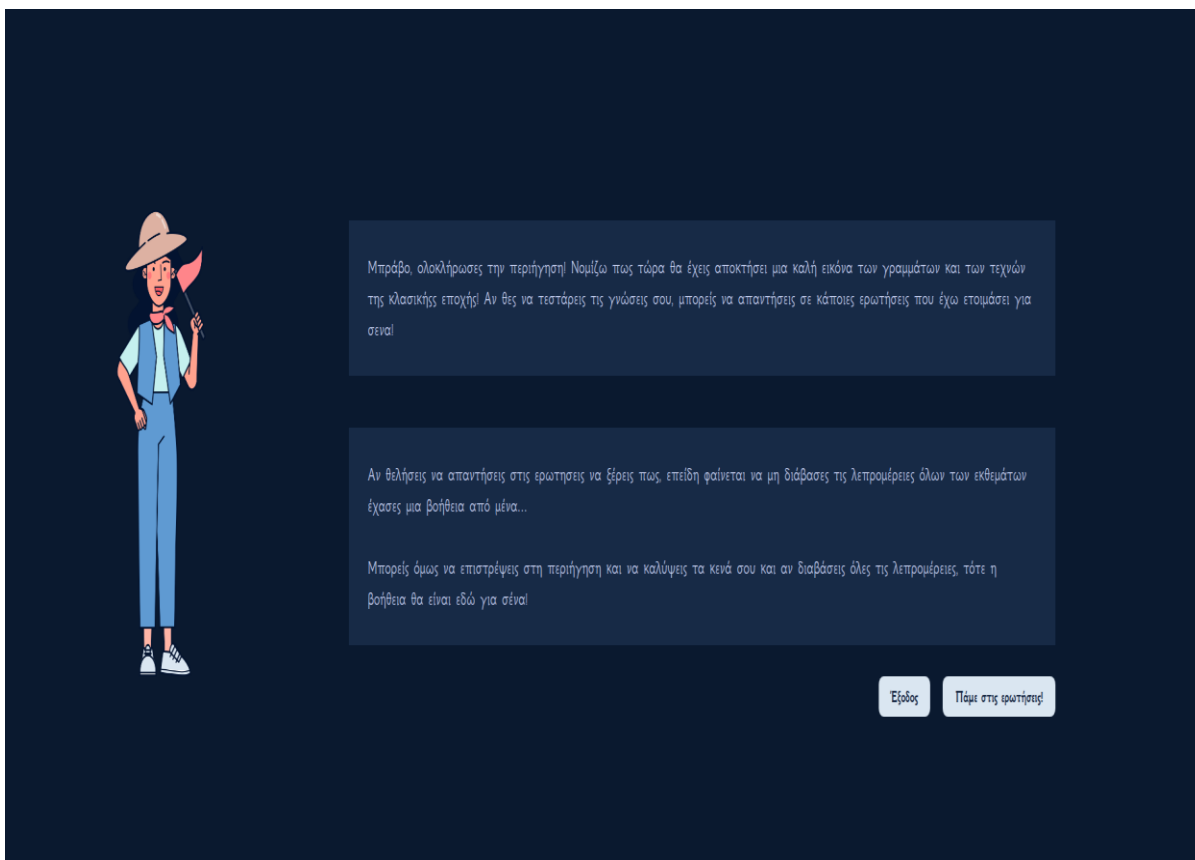 Μπράβο, ολοκλήρωσες την περιήγηση! Νομίζω πως τώρα θα έχεις αποκτήσει μια καλή εικόνα των γραμμάτων και των τεχνών
της κλασικήςς εποχής! Αν θες να τεστάρεις τις γνώσεις σου, μπορείς να απαντήσεις σε κάποιες ερωτήσεις που έχω ετοιμάσει για
σενα!
Αν θελήσεις να απαντήσεις στις ερωτησεις να ξέρεις πως, επείδη φαίνεται να μη διάβασες τις λεπρομέρειες όλων των εκθεμάτων
έχασες μια βοήθεια από μένα...
Μπορείς όμως να επιστρέψεις στη περιήγηση και να καλύψεις τα κενά σου και αν διαβάσεις όλες τις λεπρομέρειες, τότε η
βοήθεια θα είναι εδώ για σένα!
Έξοδος
Πάμε στις ερωτήσεις!